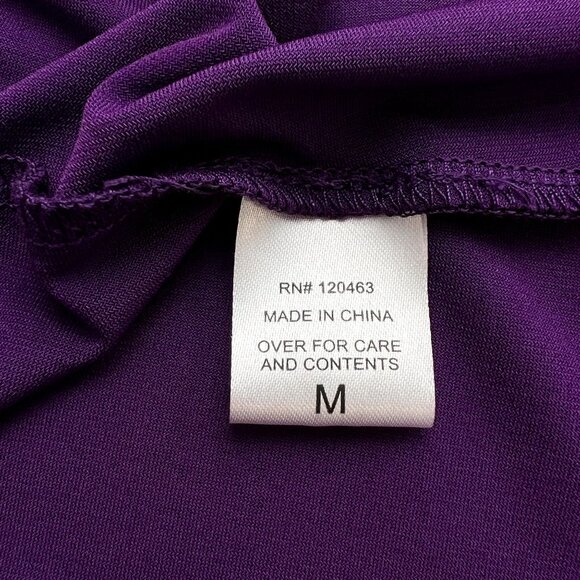 RN# 120463
MADE IN CHINA
OVER FOR CARE
AND CONTENTS
M